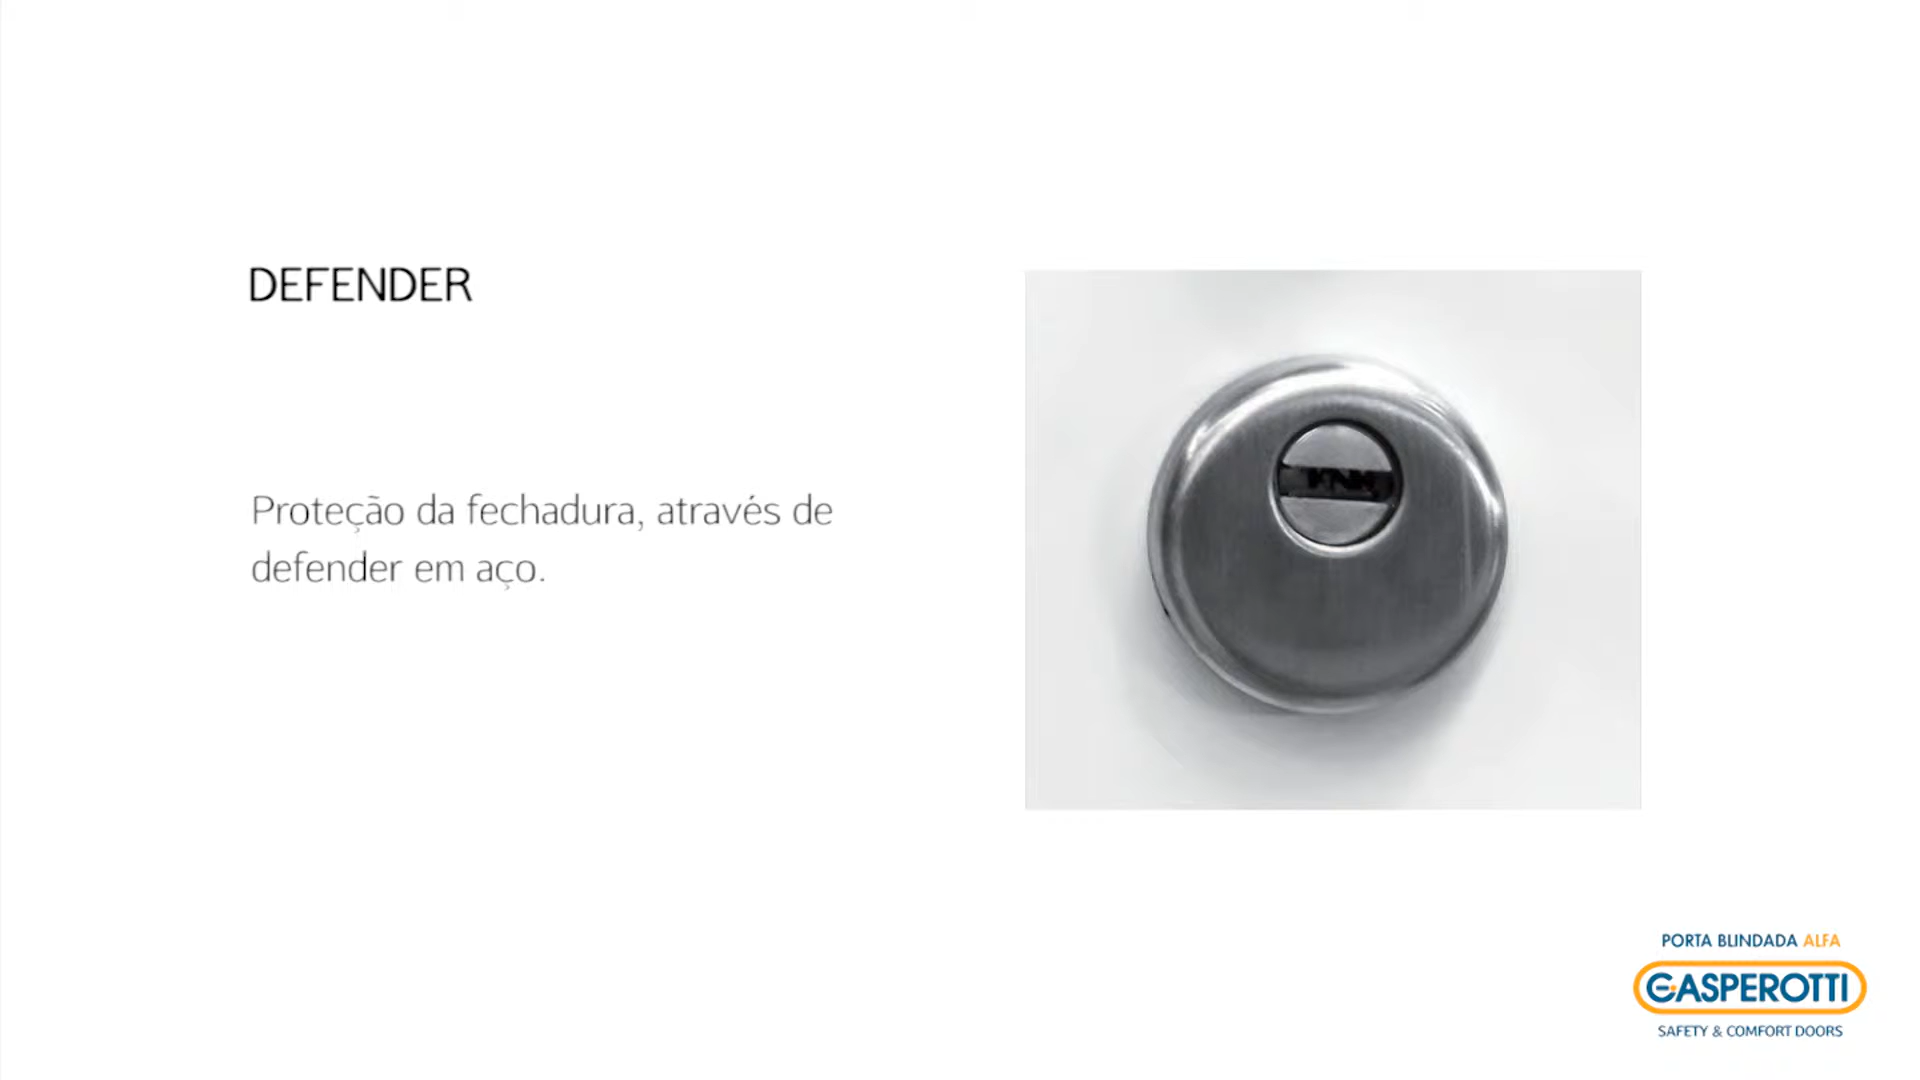 DEFENDER
Proteção da fechadura, através de
defender em aço.
PORTA BLINDADA ALFA
GASPEROTTI
SAFETY & COMFORT DOORS